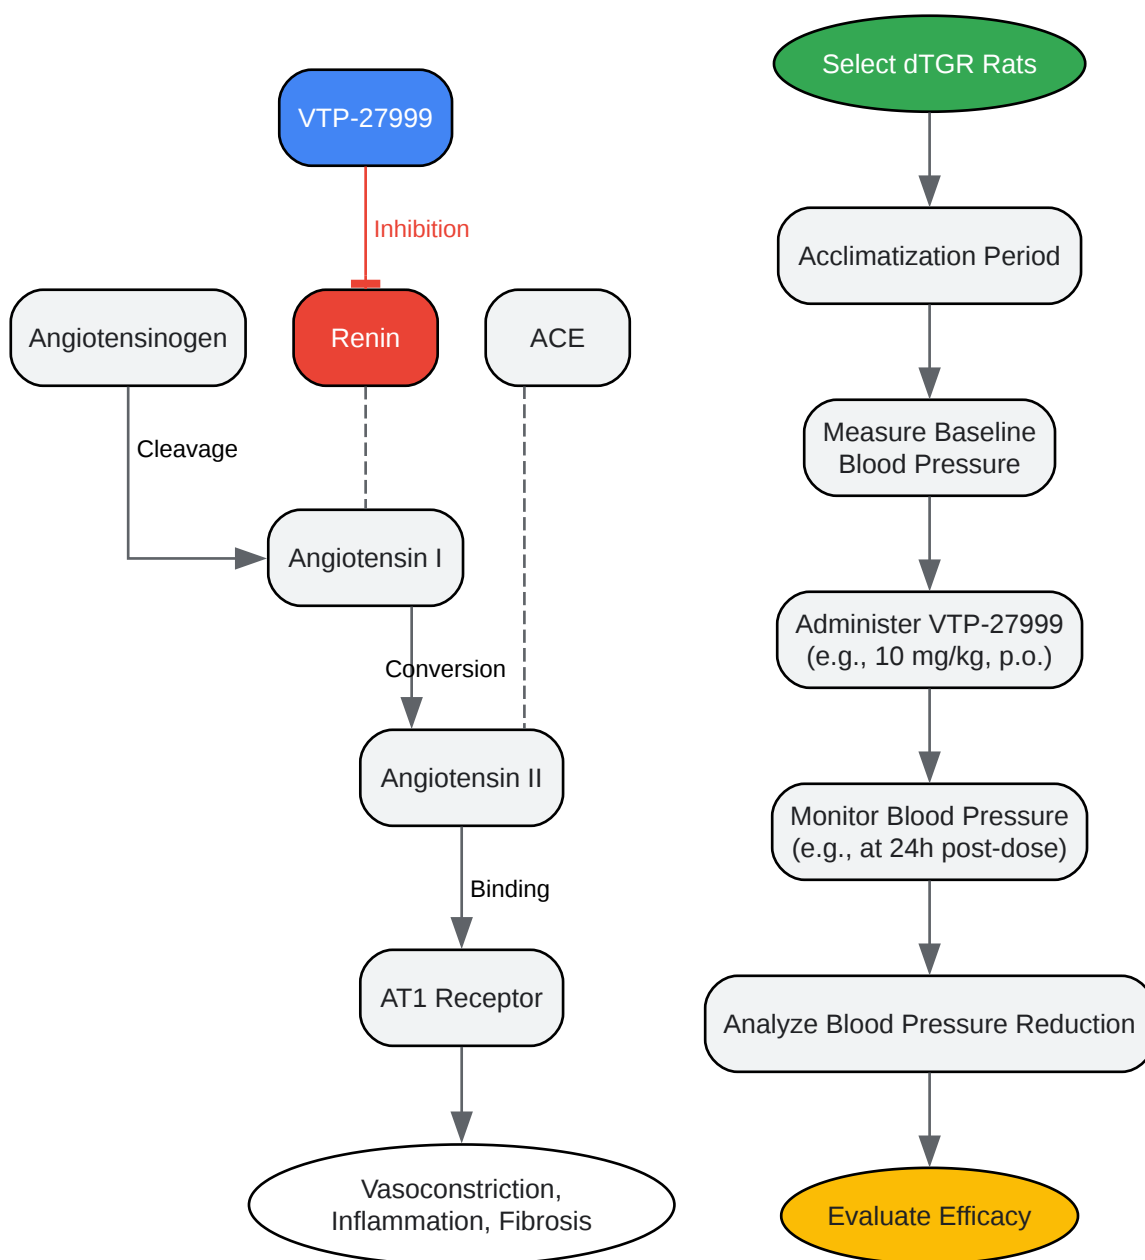 VTP-27999
Inhibition
Angiotensinogen
Renin
ACE
Cleavage
Angiotensin I
Conversion
Angiotensin II
Binding
AT1 Receptor
Vasoconstriction,
Inflammation, Fibrosis
Select dTGR Rats
Acclimatization Period
Measure Baseline
Blood Pressure
Administer VTP-27999
(e.g., 10 mg/kg, p.o.)
Monitor Blood Pressure
(e.g., at 24h post-dose)
Analyze Blood Pressure Reduction
Evaluate Efficacy